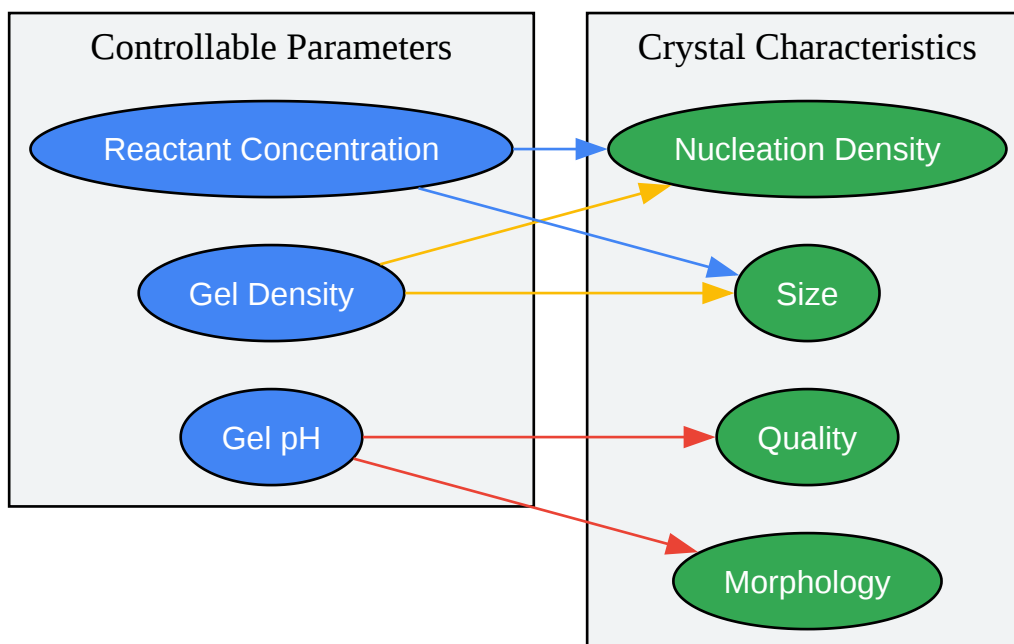 Controllable Parameters
Reactant Concentration
Gel Density
Gel pH
Crystal Characteristics
Nucleation Density
Size
Quality
Morphology